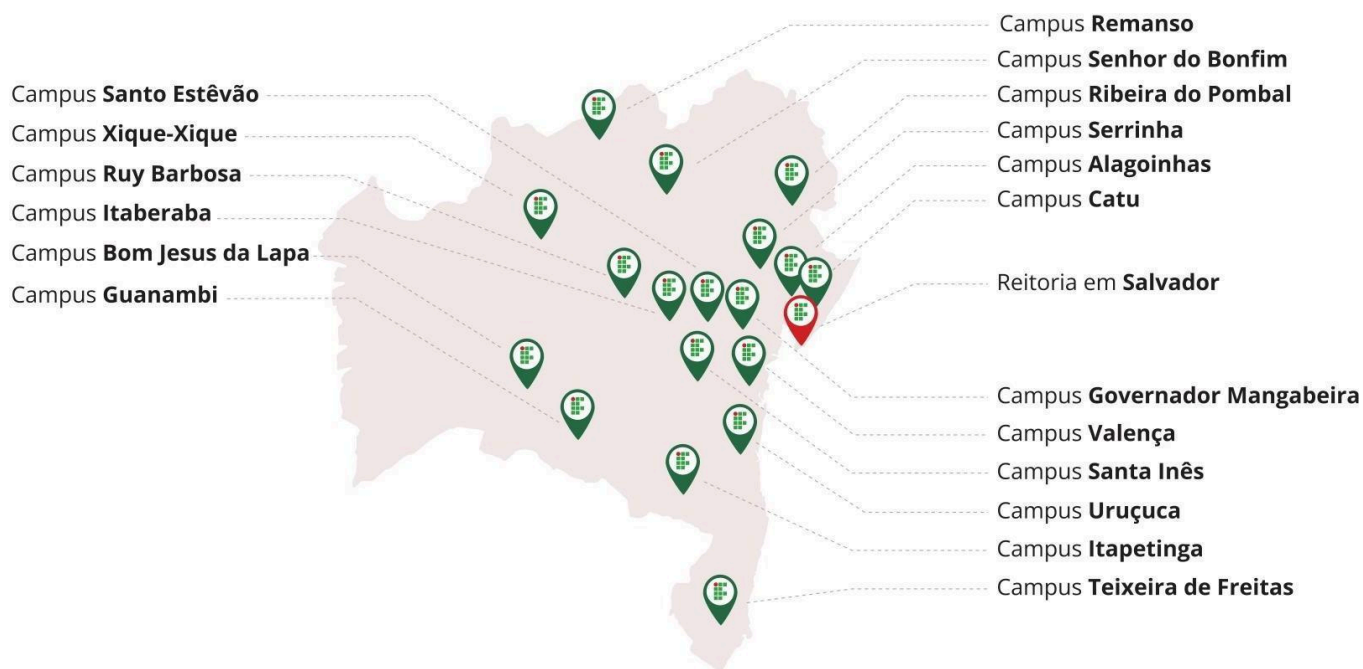 Campus Santo Estêvão
Campus Xique-Xique
Campus Ruy Barbosa
Campus Itaberaba
Campus Bom Jesus da Lapa
Campus Guanambi
Campus Remanso
Campus Senhor do Bonfim
Campus Ribeira do Pombal
Campus Serrinha
Campus Alagoinhas
Campus Catu
Reitoria em Salvador
Campus Governador Mangabeira
Campus Valença
Campus Santa Inês
Campus Uruçuca
Campus Itapetinga
Campus Teixeira de Freitas